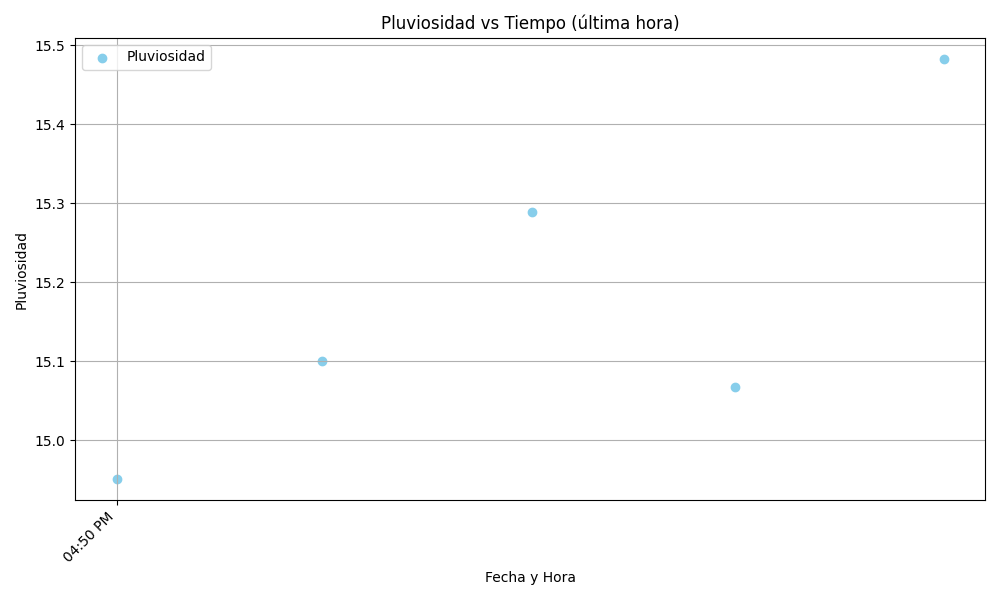 Pluviosidad vs Tiempo (última hora)
Pluviosidad
15.5
15.4
15.3
15.2
15.1
15.0
Pluviosidad
04:50 PM
Fecha y Hora